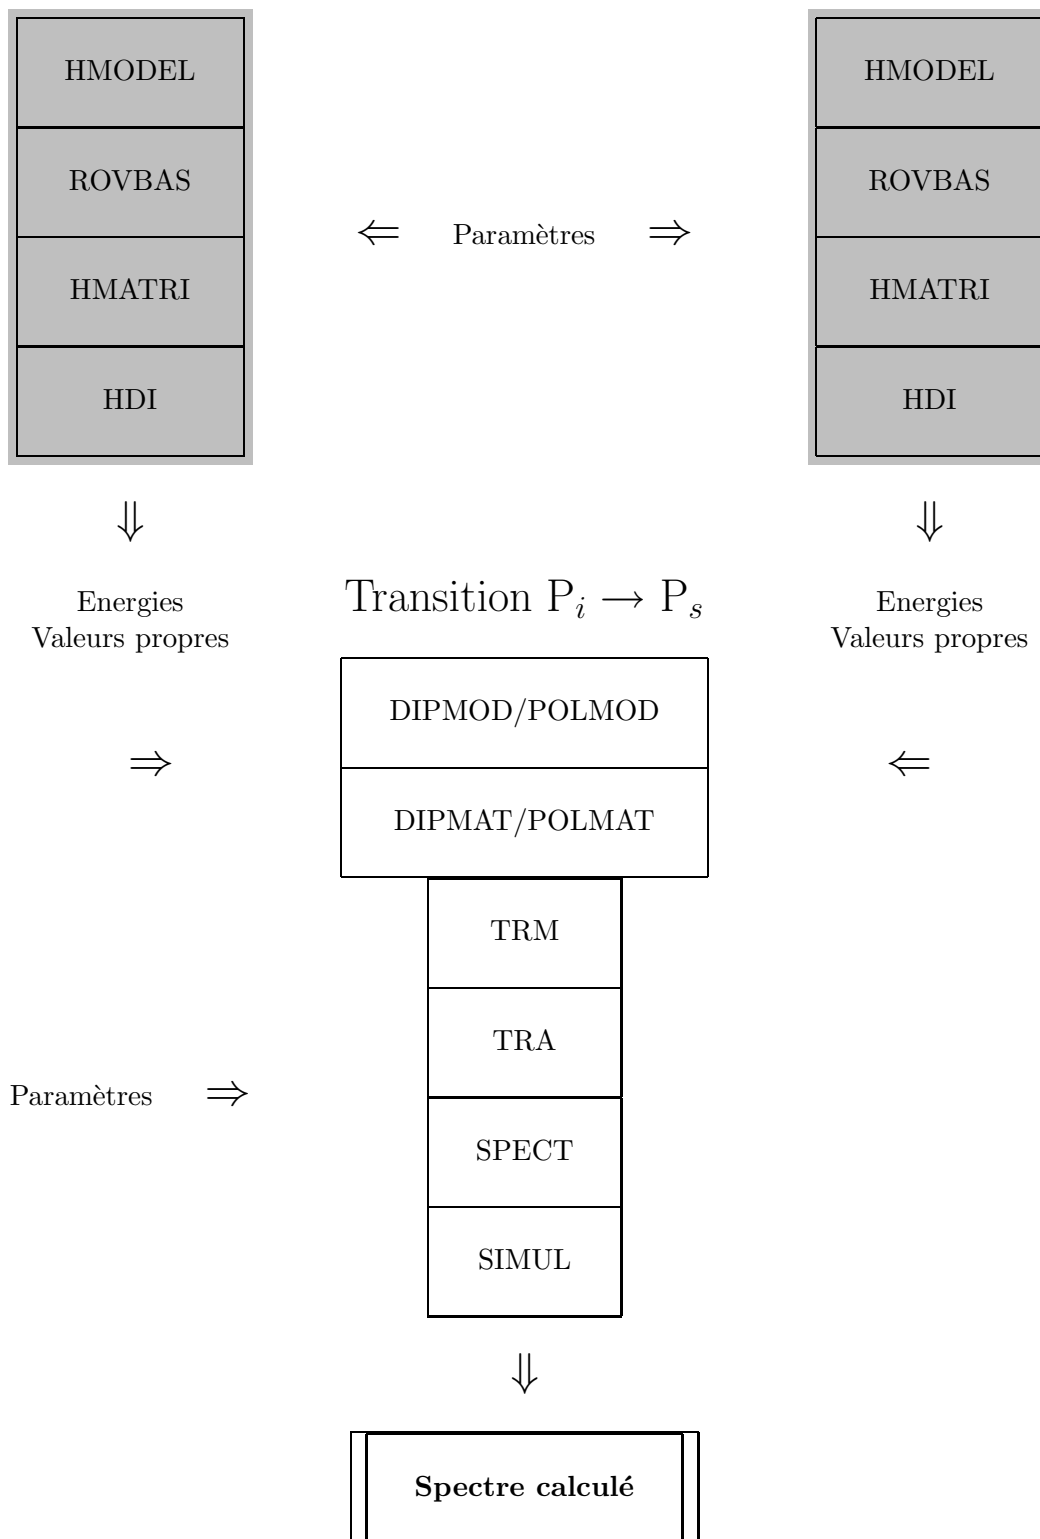 HMODEL
ROVBAS
HMATRI
HDI
⇐ Paramètres ⇒
HMODEL
ROVBAS
HMATRI
HDI
⇓
⇓
Energies
Valeurs propres
Transition P_i → P_s
Energies
Valeurs propres
DIPMOD/POLMOD
⇒
⇐
DIPMAT/POLMAT
TRM
TRA
Paramètres ⇒
SPECT
SIMUL
⇓
Spectre calculé